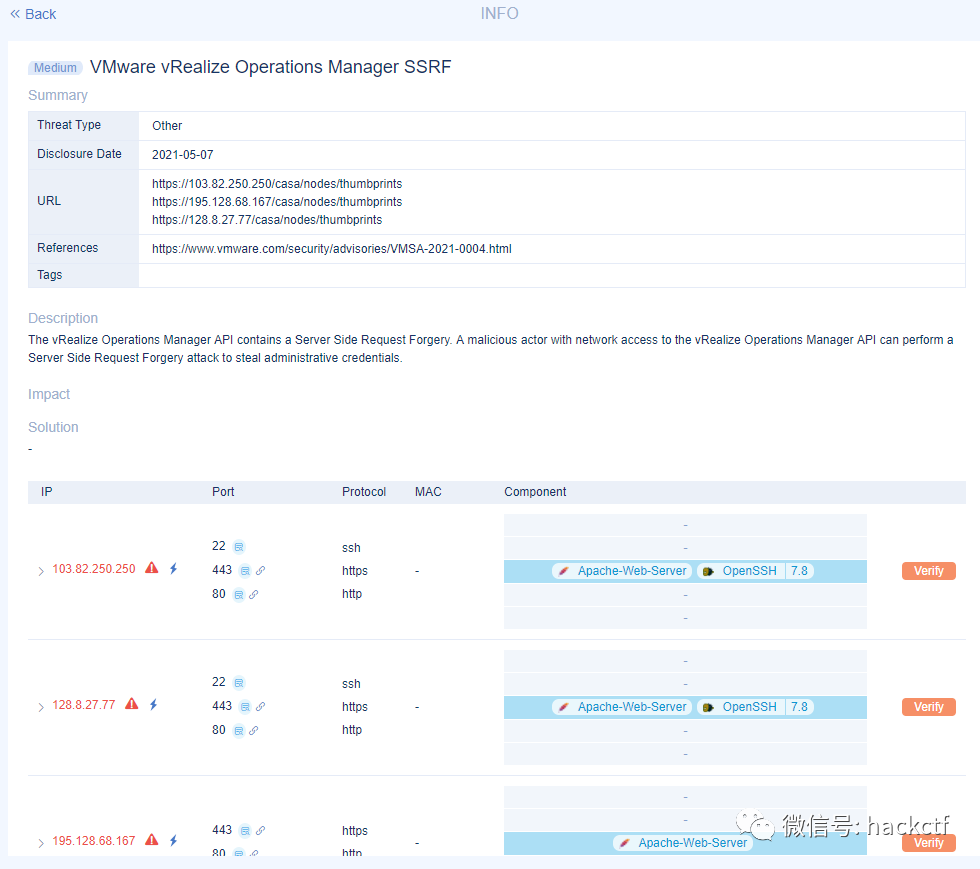 Back
INFO
Medium VMware vRealize Operations Manager SSRF
Summary
Threat Type Other
Disclosure Date 2021-05-07
URL
https://103.82.250.250/casa/nodes/thumbprints
https://195.128.68.167/casa/nodes/thumbprints
https://128.8.27.77/casa/nodes/thumbprints
References https://www.vmware.com/security/advisories/VMSA-2021-0004.html
Tags
Description
The vRealize Operations Manager API contains a Server Side Request Forgery. A malicious actor with network access to the vRealize Operations Manager API can perform a
Server Side Request Forgery attack to steal administrative credentials.
Impact
Solution
-
IP Port Protocol MAC Component
-
22 ssh -
103.82.250.250 443 https - Apache-Web-Server OpenSSH 7.8 Verify
80 http -
-
-
22 ssh -
128.8.27.77 443 https - Apache-Web-Server OpenSSH 7.8 Verify
80 http -
-
-
443 https -
195.128.68.167 - Apache-Web-Server Verify
80 http
微信号: hackctf